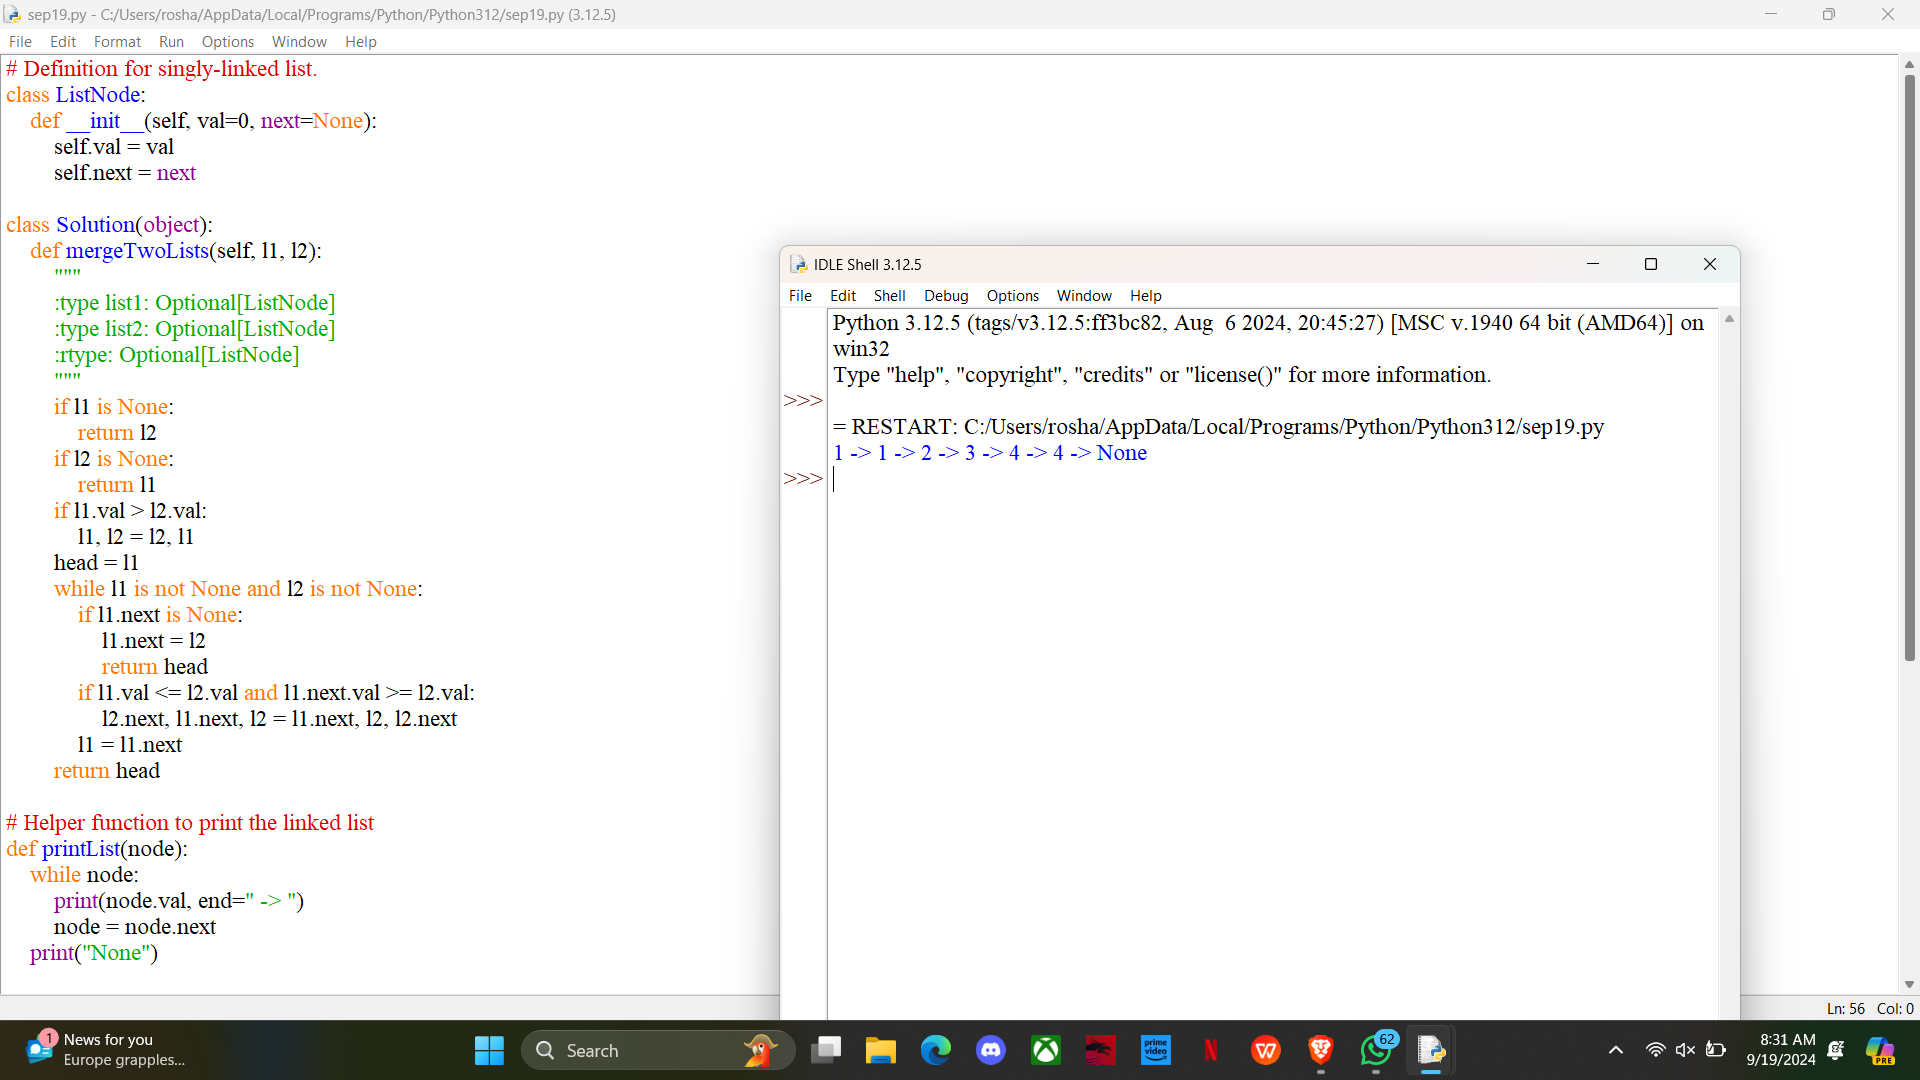 sep19.py - C:/Users/rosha/AppData/Local/Programs/Python/Python312/sep19.py (3.12.5)
File Edit Format Run Options Window Help
# Definition for singly-linked list.
class ListNode:
    def __init__(self, val=0, next=None):
        self.val = val
        self.next = next
class Solution(object):
    def mergeTwoLists(self, l1, l2):
        """
        :type list1: Optional[ListNode]
        :type list2: Optional[ListNode]
        :rtype: Optional[ListNode]
        """
        if l1 is None:
            return l2
        if l2 is None:
            return l1
        if l1.val > l2.val:
            l1, l2 = l2, l1
        head = l1
        while l1 is not None and l2 is not None:
            if l1.next is None:
                l1.next = l2
                return head
            if l1.val <= l2.val and l1.next.val >= l2.val:
                l2.next, l1.next, l2 = l1.next, l2, l2.next
            l1 = l1.next
        return head
# Helper function to print the linked list
def printList(node):
    while node:
        print(node.val, end=" -> ")
        node = node.next
    print("None")
IDLE Shell 3.12.5
File Edit Shell Debug Options Window Help
Python 3.12.5 (tags/v3.12.5:ff3bc82, Aug  6 2024, 20:45:27) [MSC v.1940 64 bit (AMD64)] on
win32
Type "help", "copyright", "credits" or "license()" for more information.
>>>
= RESTART: C:/Users/rosha/AppData/Local/Programs/Python/Python312/sep19.py
1 -> 1 -> 2 -> 3 -> 4 -> 4 -> None
>>>
Ln: 56 Col: 0
1
News for you
Europe grapples...
Search
prime video
N
W
62
8:31 AM
9/19/2024
PRE